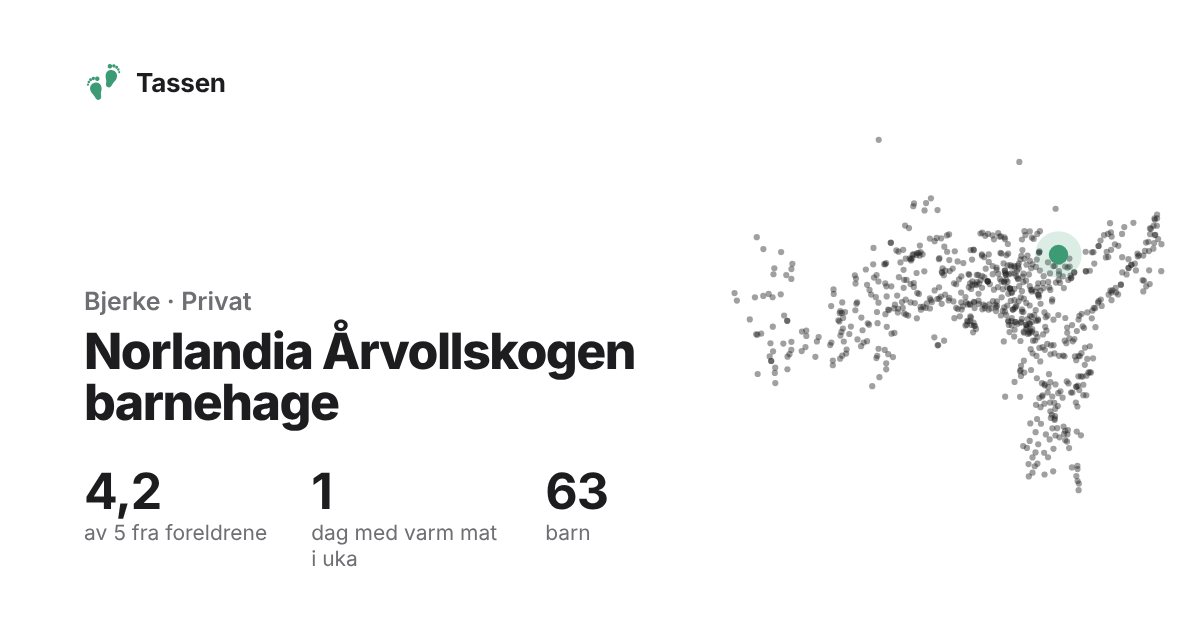 Tassen
Bjerke · Privat
Norlandia Årvollskogen
barnehage
4,2
av 5 fra foreldrene
1
dag med varm mat
i uka
63
barn